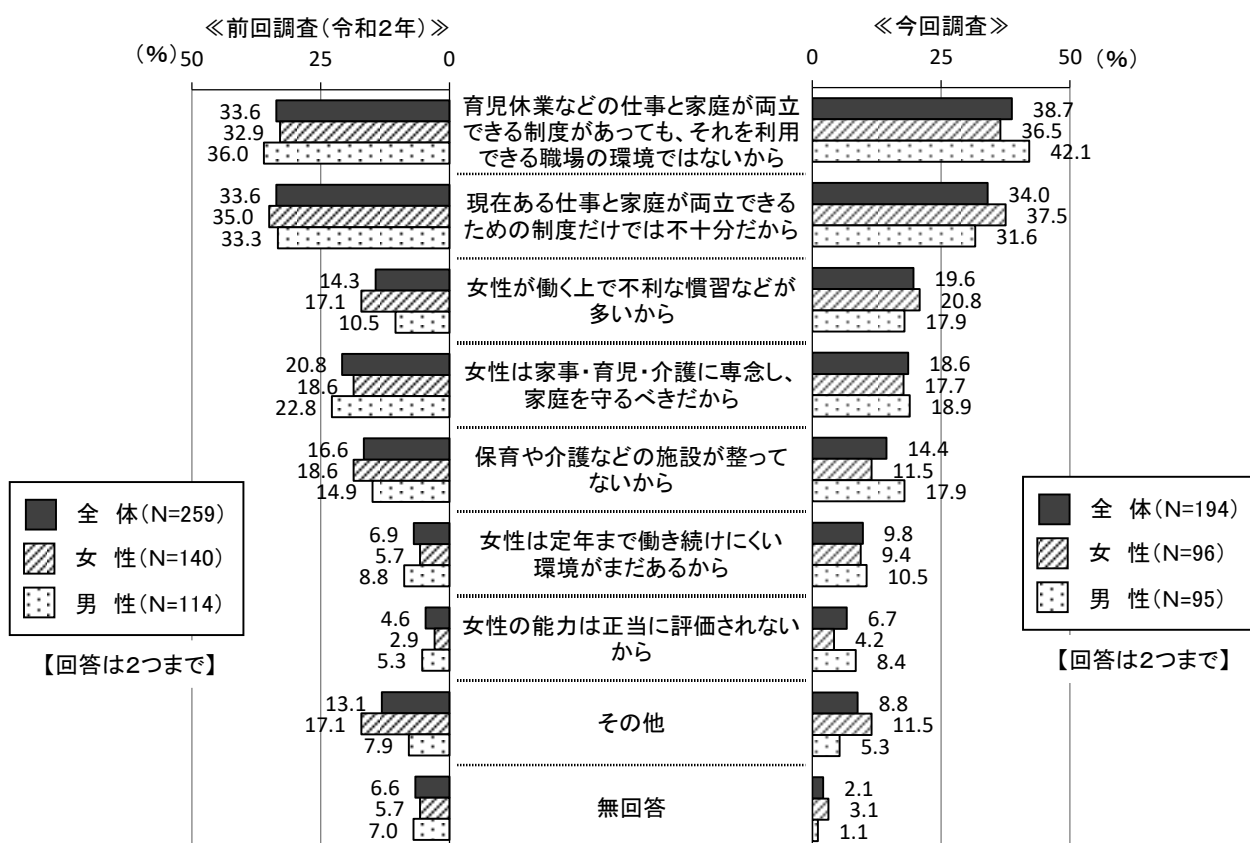 ≪前回調査(令和2年)≫
≪今回調査≫
(%)
50
25
0
0
25
50
(%)
33.6
32.9
36.0
育児休業などの仕事と家庭が両立
できる制度があっても、それを利用
できる職場の環境ではないから
38.7
36.5
42.1
33.6
35.0
33.3
現在ある仕事と家庭が両立できる
ための制度だけでは不十分だから
34.0
37.5
31.6
14.3
17.1
10.5
女性が働く上で不利な慣習などが
多いから
19.6
20.8
17.9
20.8
18.6
22.8
女性は家事・育児・介護に専念し、
家庭を守るべきだから
18.6
17.7
18.9
16.6
18.6
14.9
保育や介護などの施設が整って
ないから
14.4
11.5
17.9
6.9
5.7
8.8
女性は定年まで働き続けにくい
環境がまだあるから
9.8
9.4
10.5
4.6
2.9
5.3
女性の能力は正当に評価されない
から
6.7
4.2
8.4
13.1
17.1
7.9
その他
8.8
11.5
5.3
6.6
5.7
7.0
無回答
2.1
3.1
1.1
全 体(N=259)
女 性(N=140)
男 性(N=114)
【回答は2つまで】
全 体(N=194)
女 性(N=96)
男 性(N=95)
【回答は2つまで】